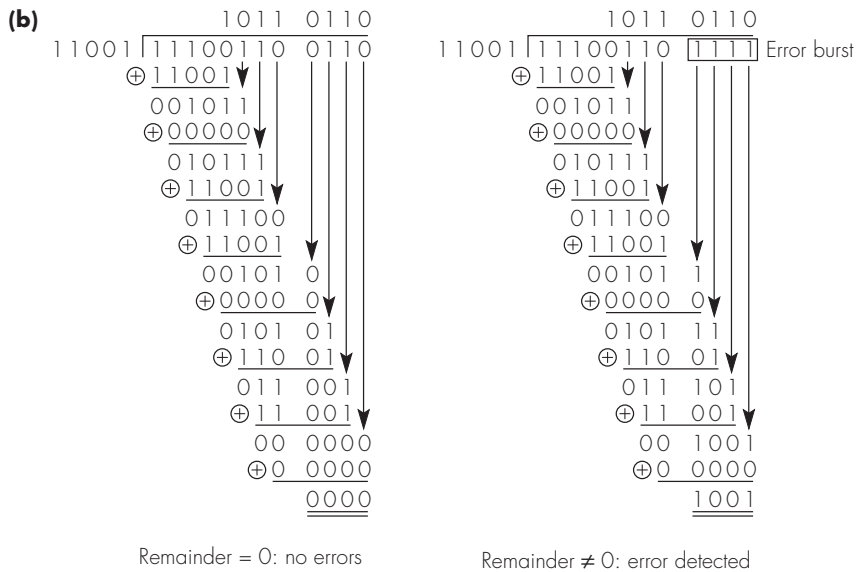 (b)
1011 0110
11001 11100110 0110
⊕ 11001
001011
⊕ 00000
010111
⊕ 11001
011100
⊕ 11001
00101 0
⊕ 0000 0
0101 01
⊕ 110 01
011 001
⊕ 11 001
00 0000
⊕ 0 0000
0000
Remainder = 0: no errors
1011 0110
11001 11100110 1111 Error burst
⊕ 11001
001011
⊕ 00000
010111
⊕ 11001
011100
⊕ 11001
00101 1
⊕ 0000 0
0101 11
⊕ 110 01
011 101
⊕ 11 001
00 1001
⊕ 0 0000
1001
Remainder ≠ 0: error detected